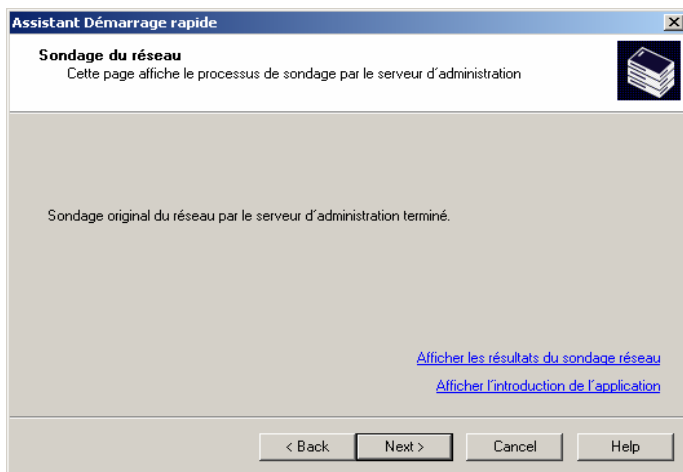 Assistant Démarrage rapide
Sondage du réseau
Cette page affiche le processus de sondage par le serveur d´administration
Sondage original du réseau par le serveur d´administration terminé.
Afficher les résultats du sondage réseau
Afficher l´introduction de l´application
< Back Next > Cancel Help